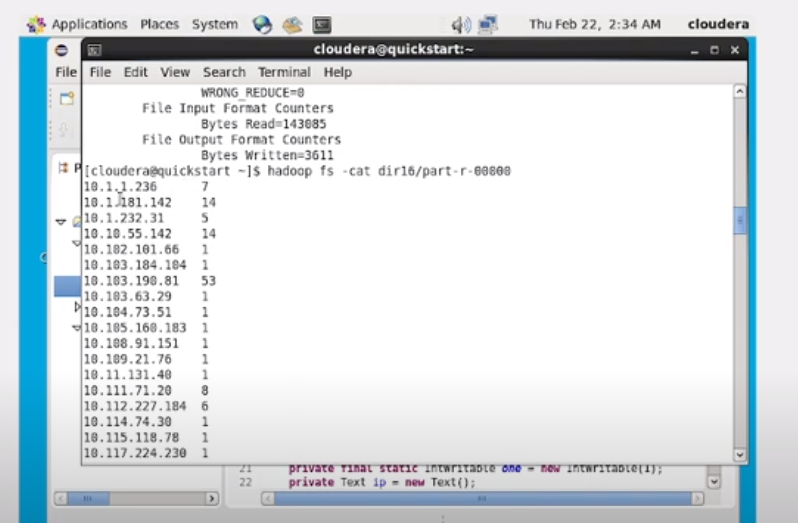 Applications Places System Thu Feb 22, 2:34 AM cloudera
cloudera@quickstart:~
File File Edit View Search Terminal Help
WRONG_REDUCE=0
File Input Format Counters
Bytes Read=143085
File Output Format Counters
Bytes Written=3611
[cloudera@quickstart ~]$ hadoop fs -cat dir16/part-r-00000
10.1.1.236 7
10.1.181.142 14
10.1.232.31 5
10.10.55.142 14
10.102.101.66 1
10.103.184.104 1
10.103.190.81 53
10.103.63.29 1
10.104.73.51 1
10.105.160.183 1
10.108.91.151 1
10.109.21.76 1
10.11.131.40 1
10.111.71.20 8
10.112.227.184 6
10.114.74.30 1
10.115.118.78 1
10.117.224.230 1
21 private final static IntWritable one = new IntWritable(1);
22 private Text ip = new Text();